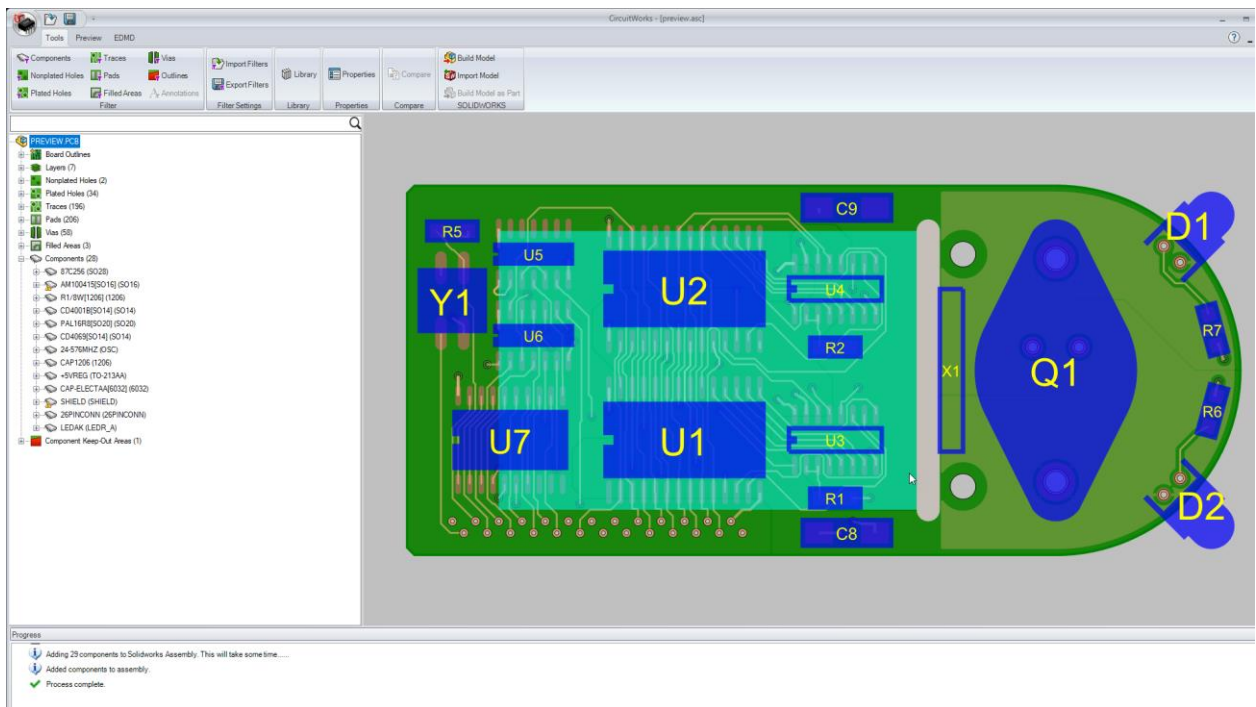 CircuitWorks - [preview.asc]
Tools Preview EDMD
Components Traces Vias
Nonplated Holes Pads Outlines
Plated Holes Filled Areas Annotations
Filter
Import Filters
Export Filters
Filter Settings
Library
Library
Properties
Properties
Compare
Compare
Build Model
Import Model
Build Model as Part
SOLIDWORKS
PREVIEW.PCB
Board Outlines
Layers (7)
Nonplated Holes (2)
Plated Holes (34)
Traces (196)
Pads (206)
Vias (58)
Filled Areas (3)
Components (28)
87C256 (SO28)
AM100415[SO16] (SO16)
R1/8W[1206] (1206)
CD4001B[SO14] (SO14)
PAL16R8[SO20] (SO20)
CD4069[SO14] (SO14)
24-576MHZ (OSC)
CAP1206 (1206)
+5VREG (TO-213AA)
CAP-ELECTAA[6032] (6032)
SHIELD (SHIELD)
26PINCONN (26PINCONN)
LEDAK (LEDR_A)
Component Keep-Out Areas (1)
C9
R5
U5
D1
U2
U4
Y1
U6
R2
R7
X1
Q1
R6
U7
U1
U3
R1
D2
C8
Progress
Adding 29 components to Solidworks Assembly. This will take some time......
Added components to assembly.
Process complete.